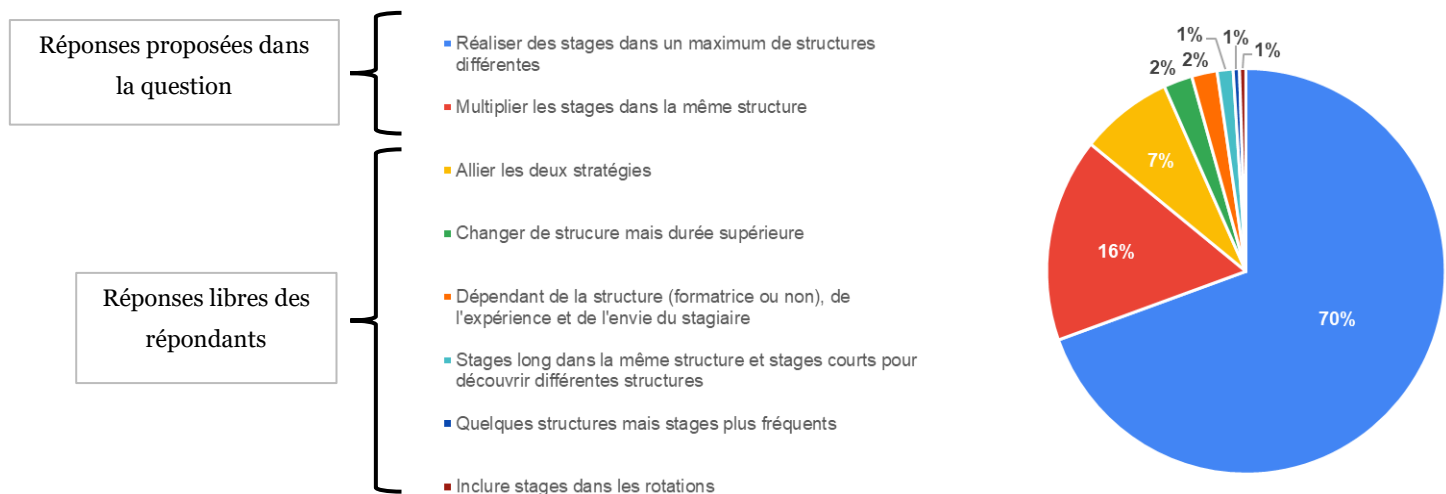 Réponses proposées dans
la question
Réaliser des stages dans un maximum de structures
différentes
Multiplier les stages dans la même structure
Réponses libres des
répondants
Allier les deux stratégies
Changer de strucure mais durée supérieure
Dépendant de la structure (formatrice ou non), de
l'expérience et de l'envie du stagiaire
Stages long dans la même structure et stages courts pour
découvrir différentes structures
Quelques structures mais stages plus fréquents
Inclure stages dans les rotations
1%
1%
1%
2%
2%
7%
16%
70%